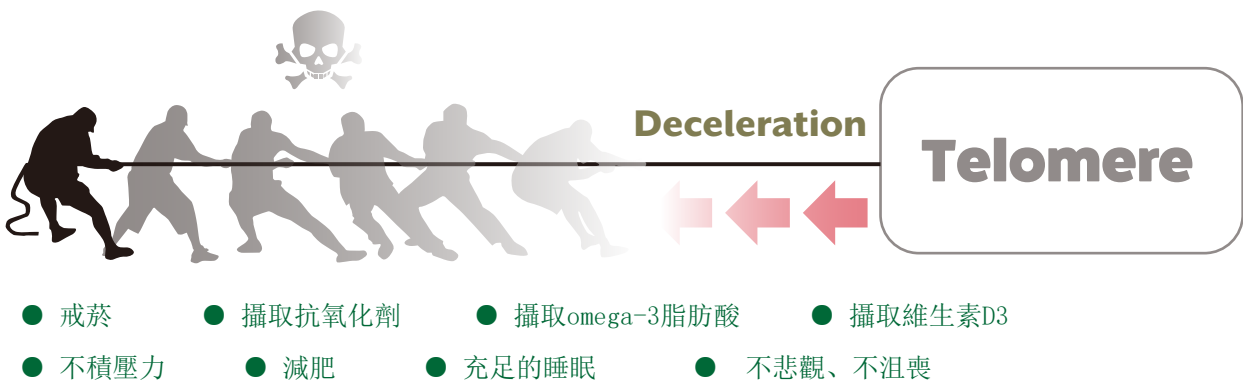 Deceleration
Telomere
● 戒菸 ● 攝取抗氧化劑 ● 攝取omega-3脂肪酸 ● 攝取維生素D3
● 不積壓力 ● 減肥 ● 充足的睡眠 ● 不悲觀、不沮喪